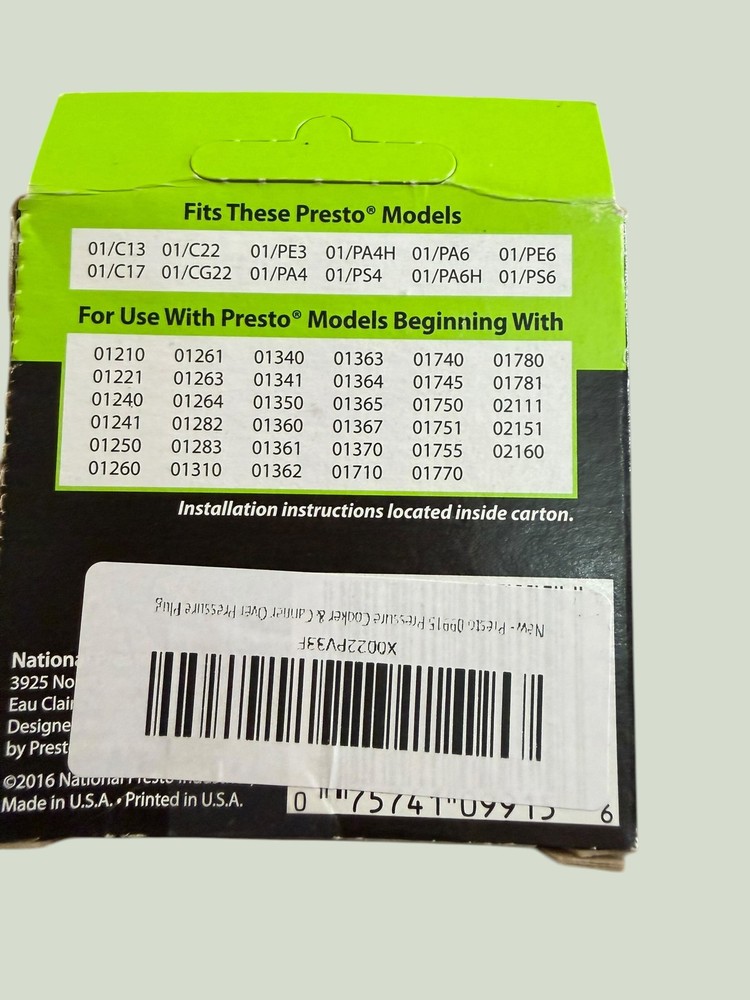 Fits These Presto® Models
01/C13 01/C22 01/PE3 01/PA4H 01/PA6 01/PE6
01/C17 01/CG22 01/PA4 01/PS4 01/PA6H 01/PS6
For Use With Presto® Models Beginning With
01210 01261 01340 01363 01740 01780
01221 01263 01341 01364 01745 01781
01240 01264 01350 01365 01750 02111
01241 01282 01360 01367 01751 02151
01250 01283 01361 01370 01755 02160
01260 01310 01362 01710 01770
Installation instructions located inside carton.
New - Presto 09915 Pressure Cooker & Canner Over Pressure Plug
X0022PV33F
Nationa
3925 No
Eau Clai
Designe
by Prest
©2016 National Presto
Made in U.S.A. • Printed in U.S.A.
0 75741 09915 6